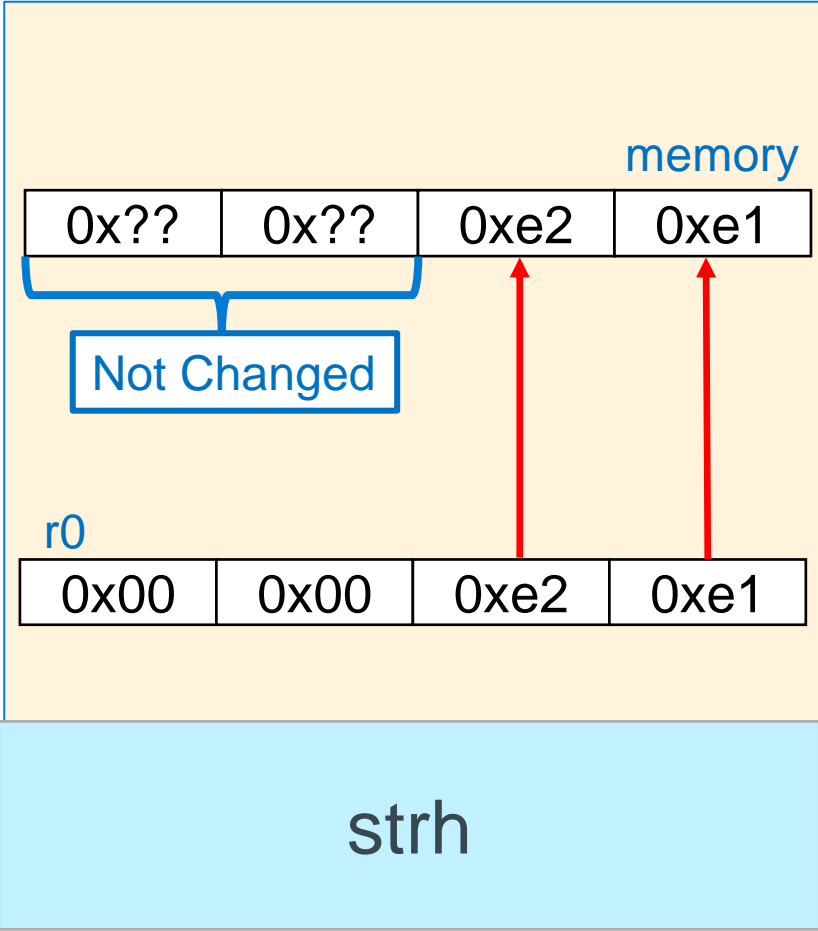 memory
0x?? 0x?? 0xe2 0xe1
Not Changed
r0
0x00 0x00 0xe2 0xe1
strh